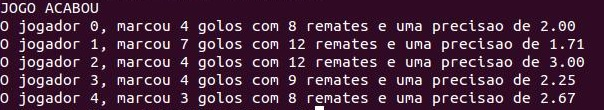 JOGO ACABOU
O jogador 0, marcou 4 golos com 8 remates e uma precisao de 2.00
O jogador 1, marcou 7 golos com 12 remates e uma precisao de 1.71
O jogador 2, marcou 4 golos com 12 remates e uma precisao de 3.00
O jogador 3, marcou 4 golos com 9 remates e uma precisao de 2.25
O jogador 4, marcou 3 golos com 8 remates e uma precisao de 2.67